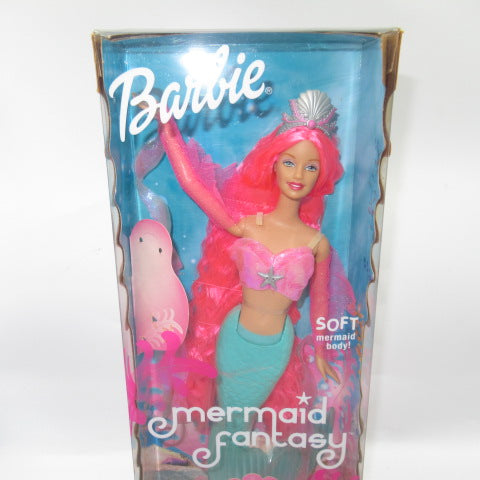 Barbie®
SOFT
mermaid
body!
mermaid
fantasy